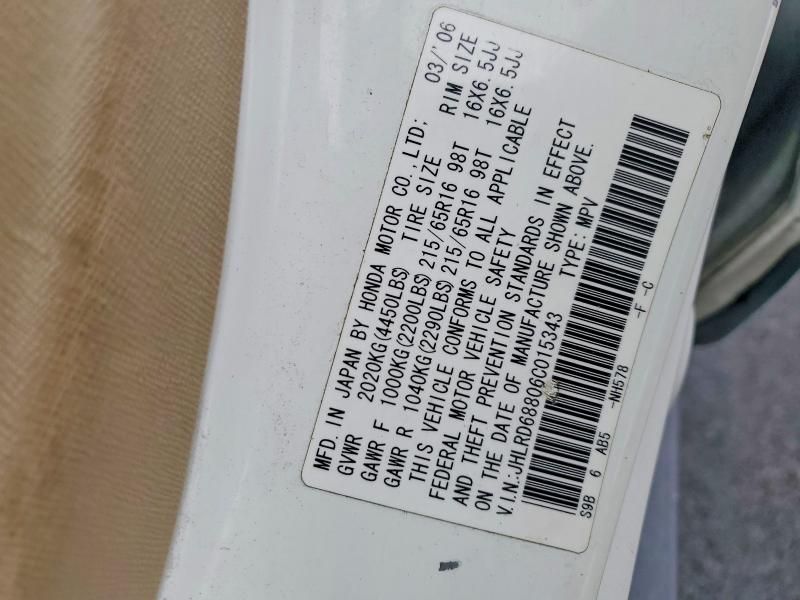 MFD. IN JAPAN BY HONDA MOTOR CO., LTD; 03/'06
GVWR 2020KG(4450LBS) TIRE SIZE RIM SIZE
GAWR F 1000KG(2200LBS) 215/65R16 98T 16X6.5JJ
GAWR R 1040KG(2290LBS) 215/65R16 98T 16X6.5JJ
THIS VEHICLE CONFORMS TO ALL APPLICABLE
FEDERAL MOTOR VEHICLE SAFETY
AND THEFT PREVENTION STANDARDS IN EFFECT
ON THE DATE OF MANUFACTURE SHOWN ABOVE.
V.I.N.:JHLRD68806C015343 TYPE: MPV
S9B 6 AB5 -NH578 -F -C